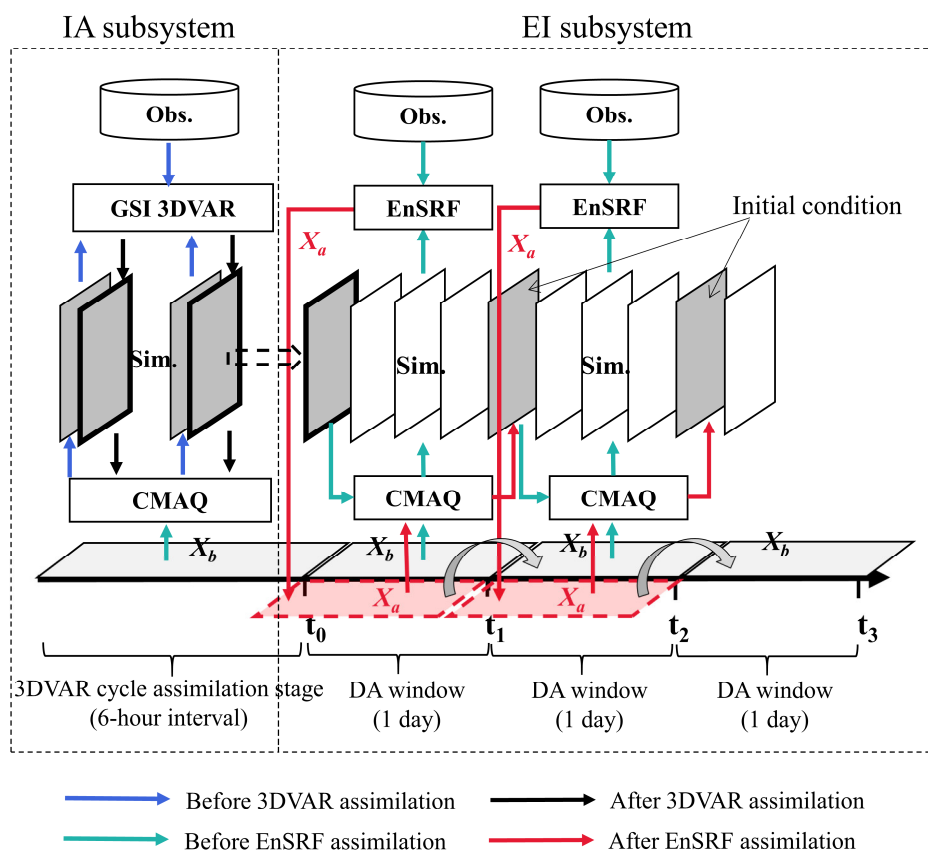 IA subsystem
EI subsystem
Obs.
Obs.
Obs.
GSI 3DVAR
EnSRF
EnSRF
Initial condition
Xa
Xa
Sim.
Sim.
Sim.
CMAQ
CMAQ
CMAQ
Xb
Xb
Xb
Xb
Xa
Xa
t0
t1
t2
t3
3DVAR cycle assimilation stage
(6-hour interval)
DA window
(1 day)
DA window
(1 day)
DA window
(1 day)
Before 3DVAR assimilation
After 3DVAR assimilation
Before EnSRF assimilation
After EnSRF assimilation